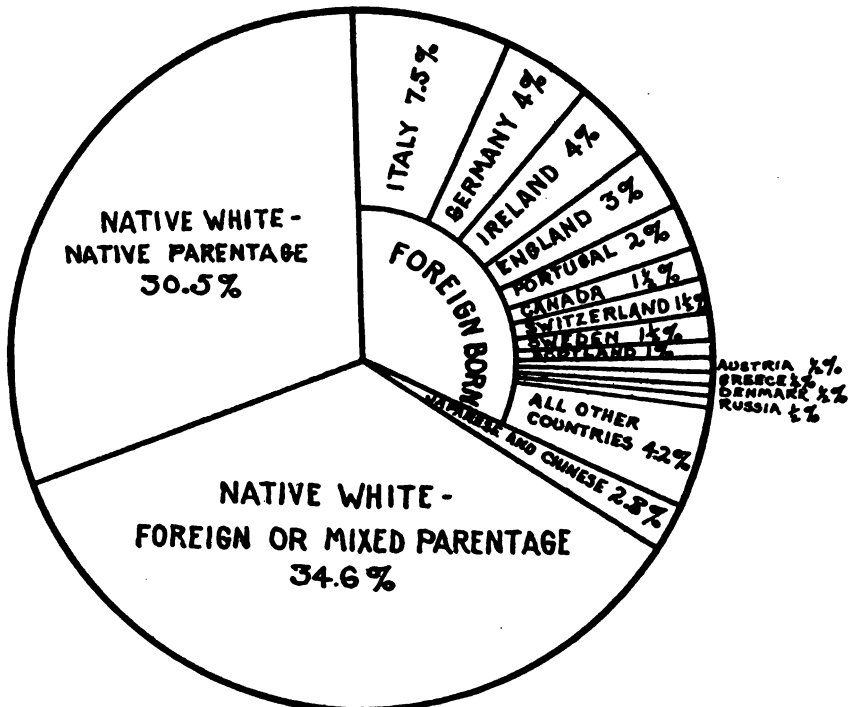 ITALY 7.5%
GERMANY 4%
IRELAND 4%
ENGLAND 3%
PORTUGAL 2%
CANADA 1½%
SWITZERLAND 1½%
SWEDEN 1½%
SCOTLAND 1%
AUSTRIA ½%
GREECE ½%
DENMARK ½%
RUSSIA ½%
ALL OTHER
COUNTRIES 4.2%
JAPANESE AND CHINESE 2.8%
FOREIGN BORN
NATIVE WHITE-
NATIVE PARENTAGE
30.5%
NATIVE WHITE-
FOREIGN OR MIXED PARENTAGE
34.6%